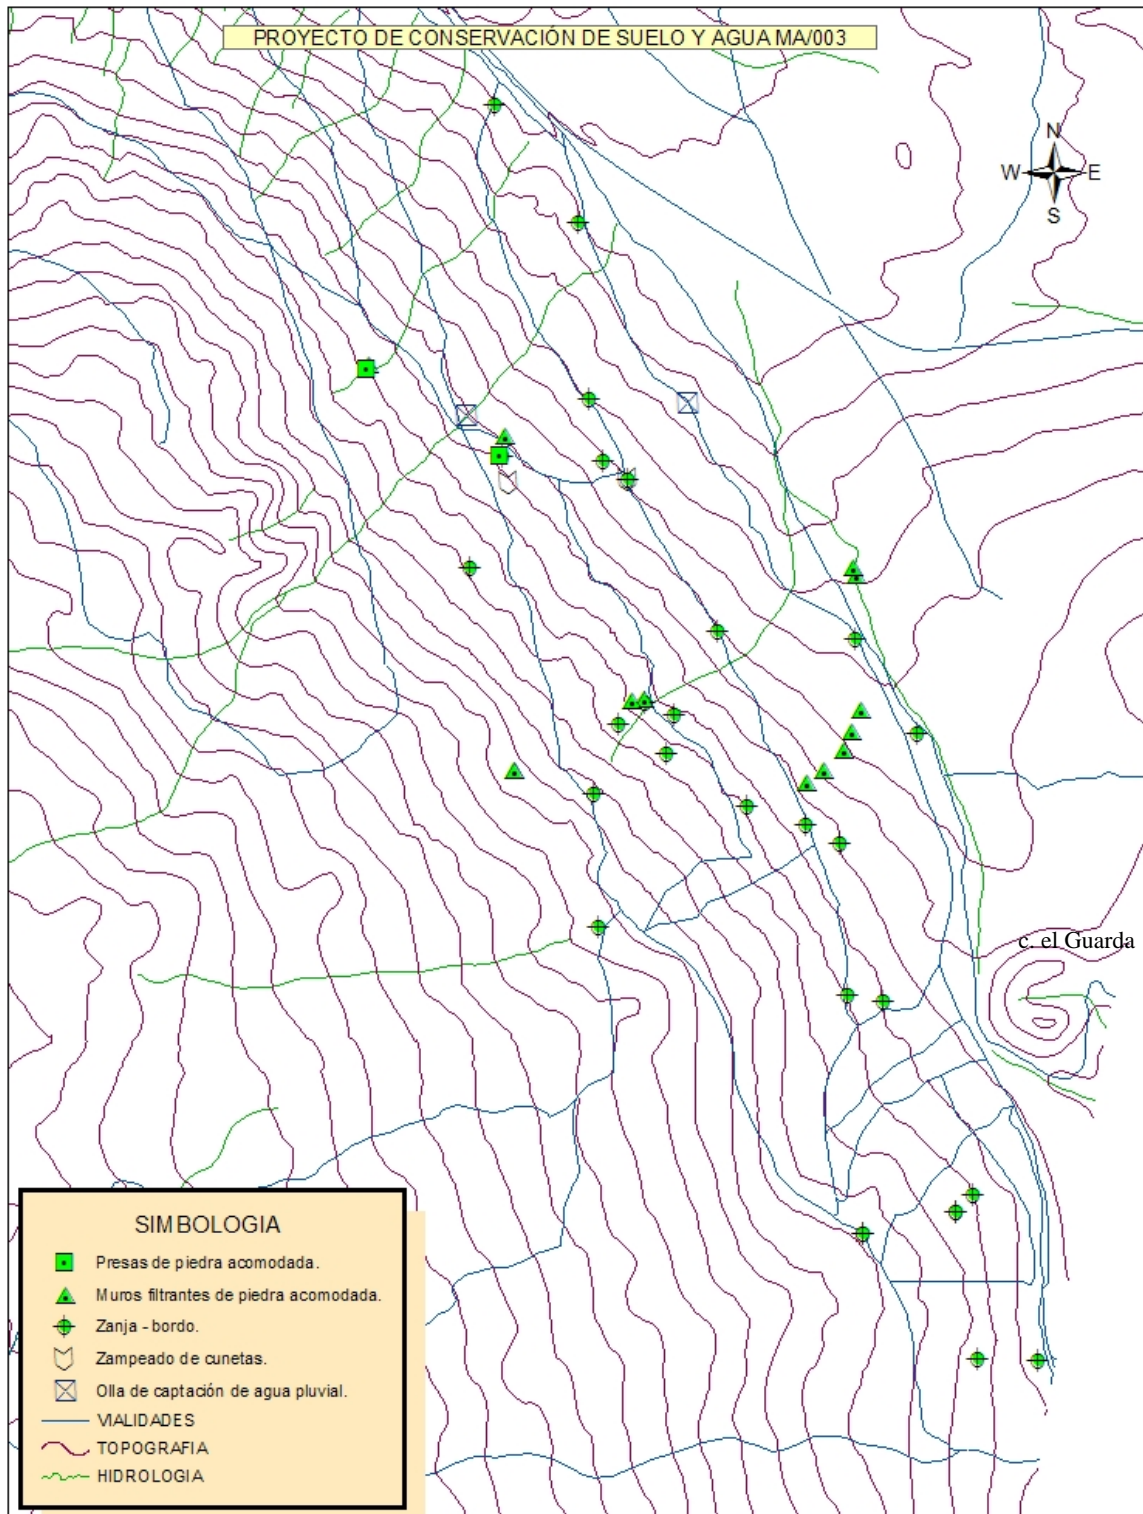 PROYECTO DE CONSERVACIÓN DE SUELO Y AGUA MA/003
N
W E
S
c. el Guarda
SIMBOLOGIA
Presas de piedra acomodada.
Muros filtrantes de piedra acomodada.
Zanja - bordo.
Zampeado de cunetas.
Olla de captación de agua pluvial.
VIALIDADES
TOPOGRAFIA
HIDROLOGIA